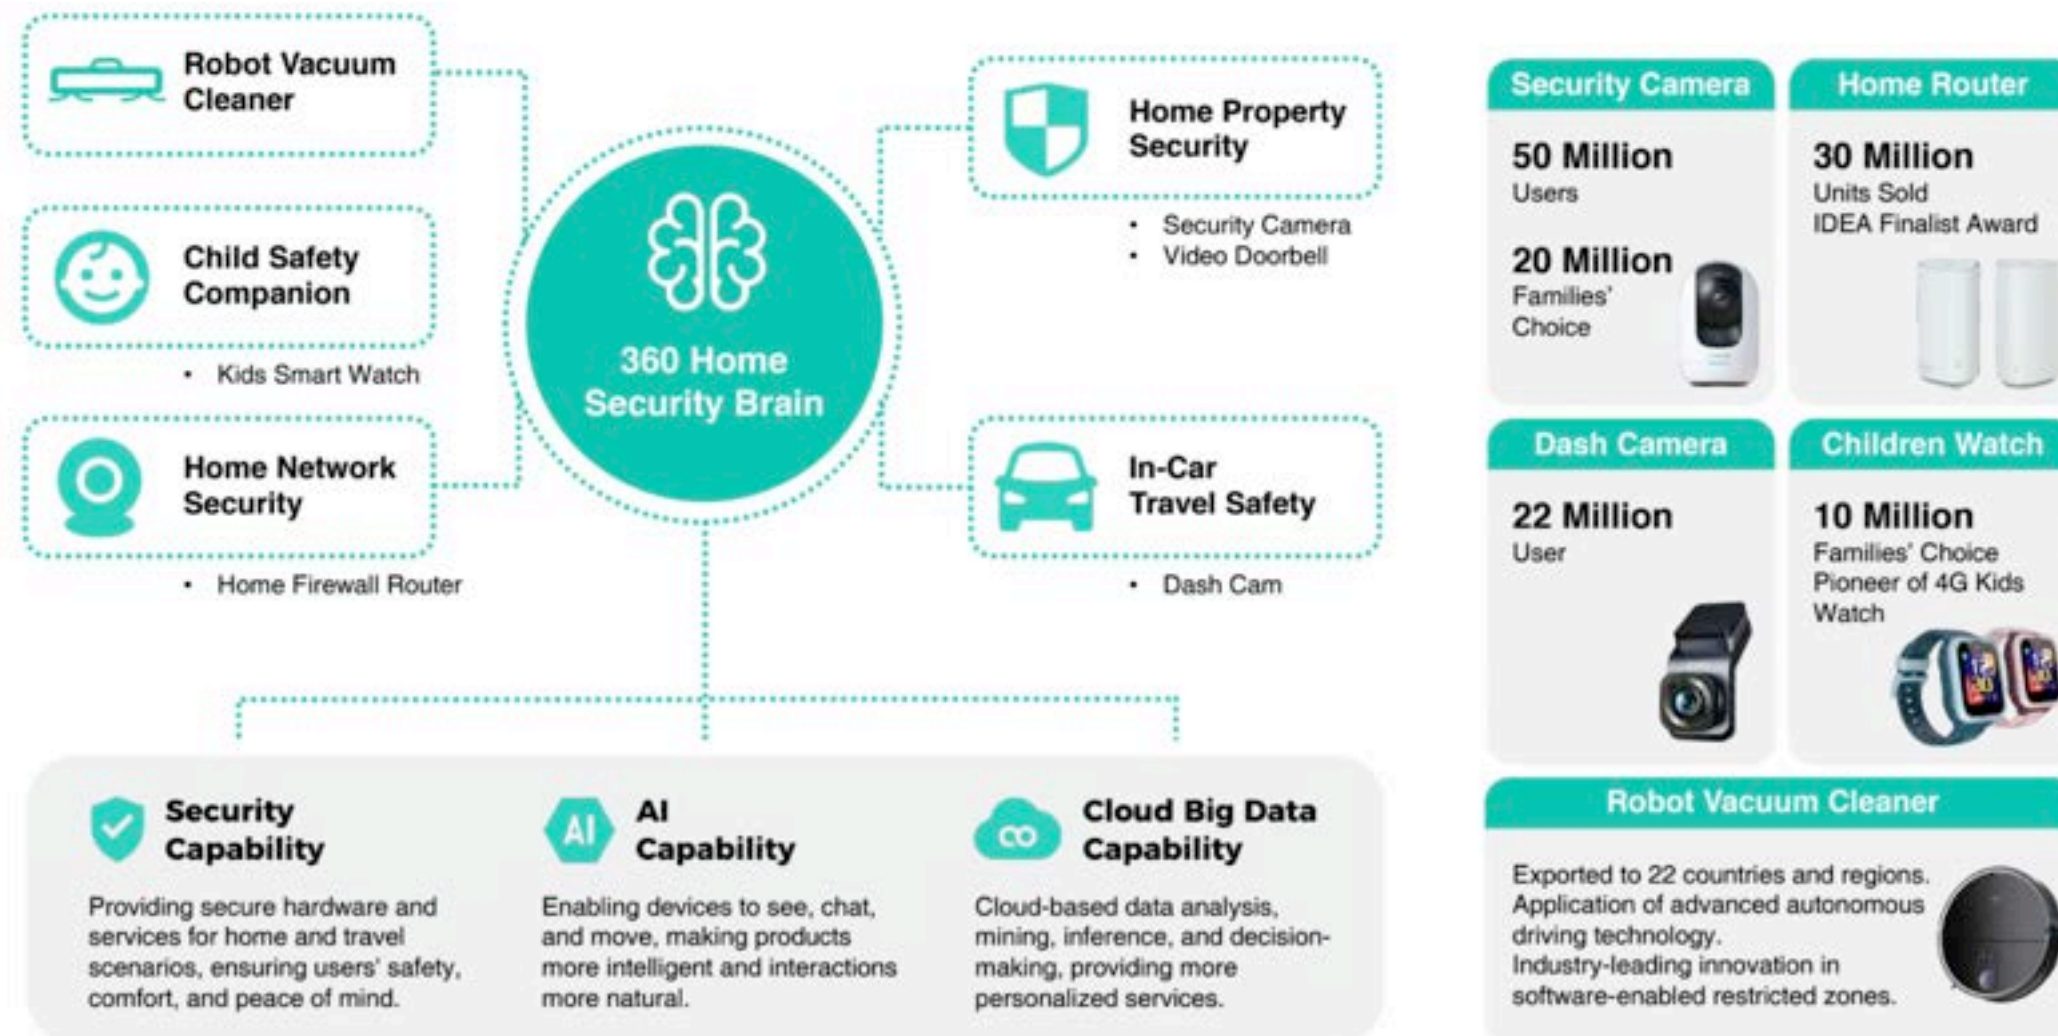 Robot Vacuum
Cleaner
Child Safety
Companion
• Kids Smart Watch
Home Network
Security
• Home Firewall Router
360 Home
Security Brain
Home Property
Security
• Security Camera
• Video Doorbell
In-Car
Travel Safety
• Dash Cam
Security
Capability
Providing secure hardware and
services for home and travel
scenarios, ensuring users' safety,
comfort, and peace of mind.
AI
AI
Capability
Enabling devices to see, chat,
and move, making products
more intelligent and interactions
more natural.
Cloud Big Data
Capability
Cloud-based data analysis,
mining, inference, and decision-
making, providing more
personalized services.
Security Camera
50 Million
Users
20 Million
Families'
Choice
Home Router
30 Million
Units Sold
IDEA Finalist Award
Dash Camera
22 Million
User
Children Watch
10 Million
Families' Choice
Pioneer of 4G Kids
Watch
Robot Vacuum Cleaner
Exported to 22 countries and regions.
Application of advanced autonomous
driving technology.
Industry-leading innovation in
software-enabled restricted zones.